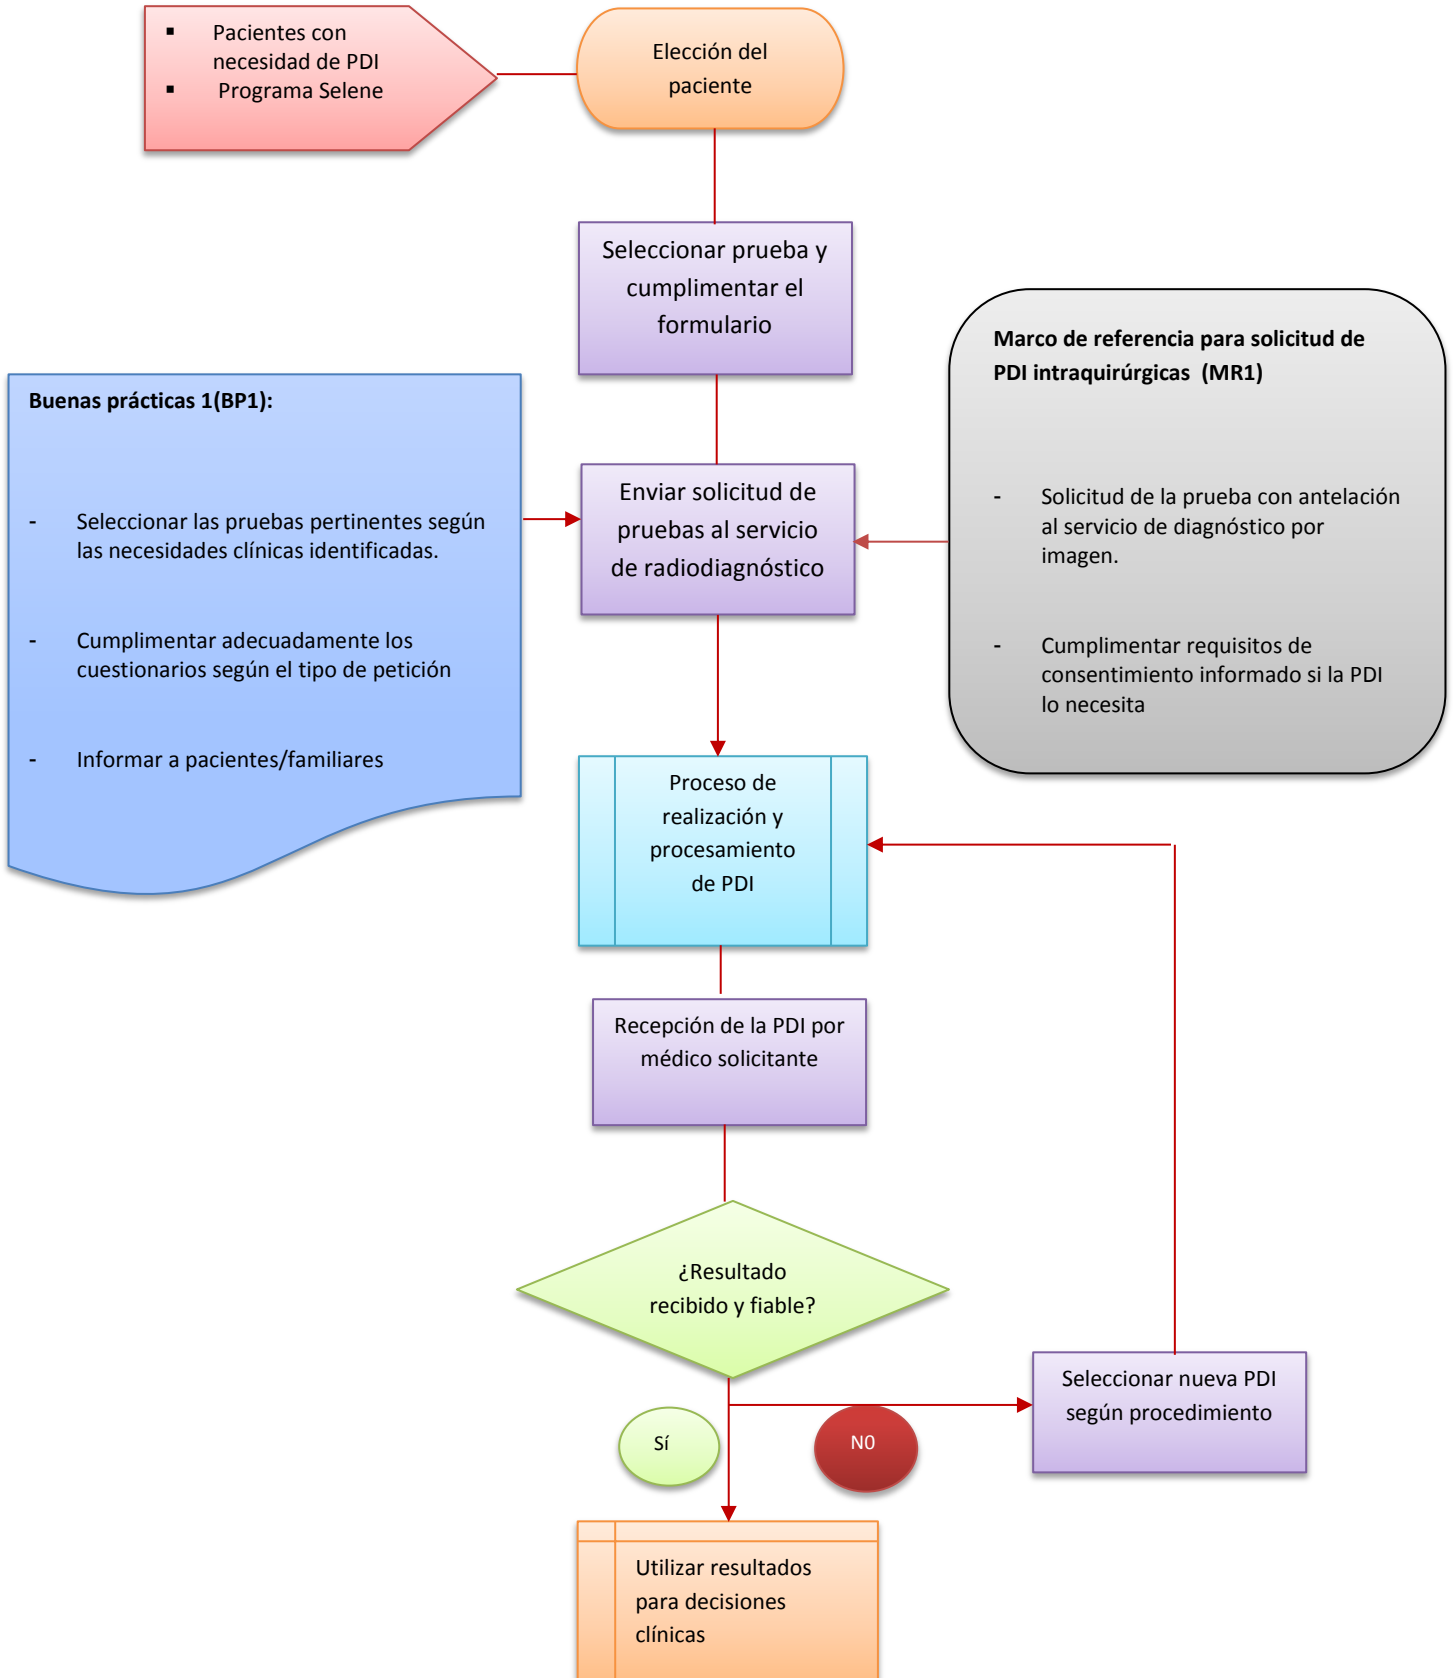 ▪ Pacientes con
necesidad de PDI
▪ Programa Selene
Elección del
paciente
Seleccionar prueba y
cumplimentar el
formulario
Marco de referencia para solicitud de
PDI intraquirúrgicas (MR1)
- Solicitud de la prueba con antelación
al servicio de diagnóstico por
imagen.
- Cumplimentar requisitos de
consentimiento informado si la PDI
lo necesita
Buenas prácticas 1(BP1):
- Seleccionar las pruebas pertinentes según
las necesidades clínicas identificadas.
- Cumplimentar adecuadamente los
cuestionarios según el tipo de petición
- Informar a pacientes/familiares
Enviar solicitud de
pruebas al servicio
de radiodiagnóstico
Proceso de
realización y
procesamiento
de PDI
Recepción de la PDI por
médico solicitante
¿Resultado
recibido y fiable?
Seleccionar nueva PDI
según procedimiento
Sí
N0
Utilizar resultados
para decisiones
clínicas